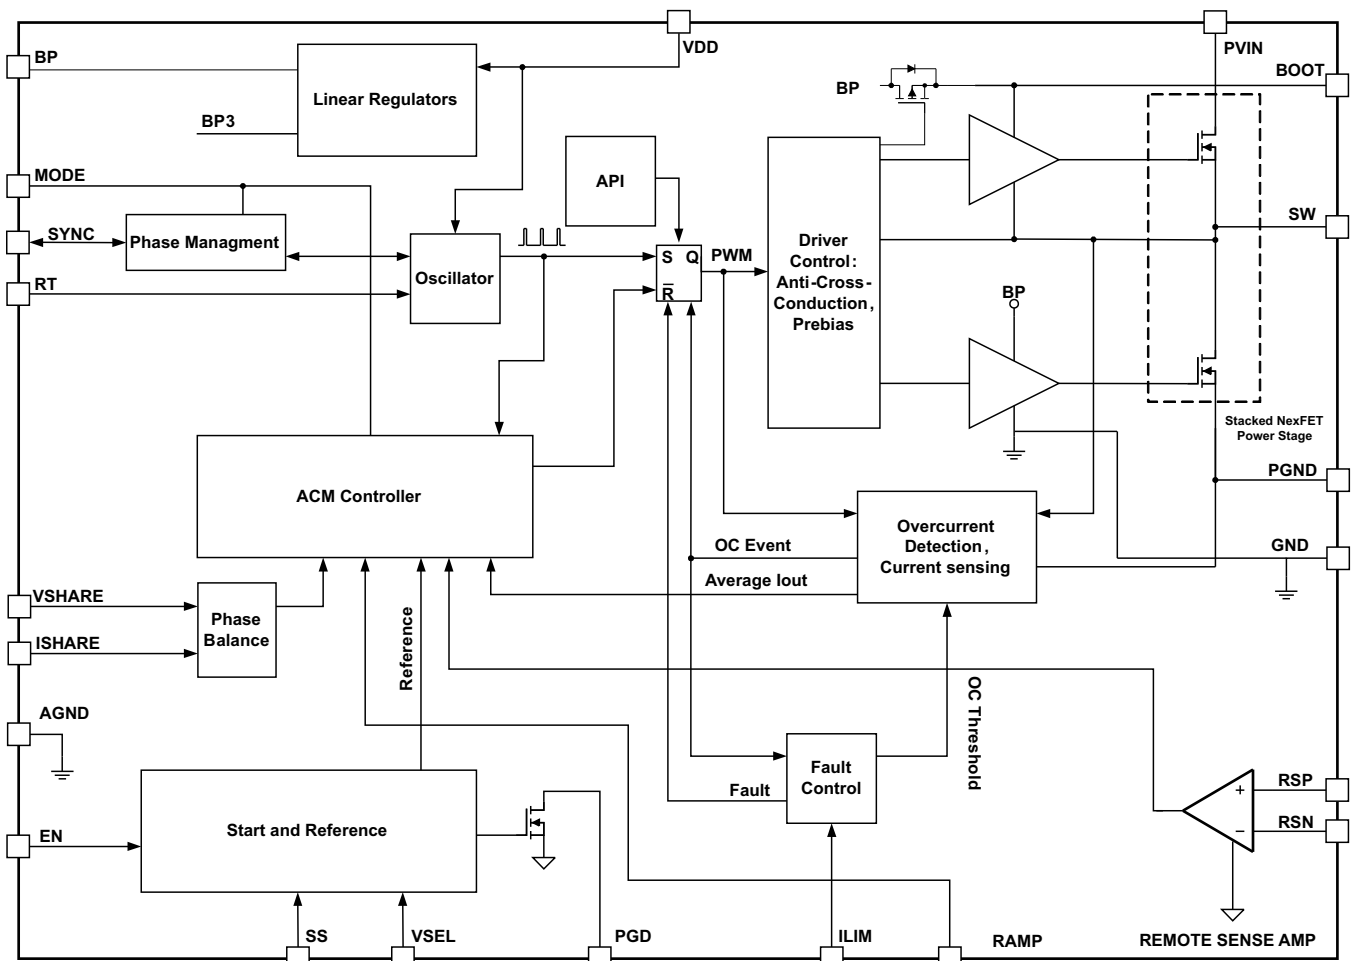 VDD
PVIN
BP
BOOT
Linear Regulators
BP
BP3
MODE
API
SYNC
Phase Managment
SW
S Q
PWM
Driver
Control:
Anti-Cross-
Conduction,
Prebias
Oscillator
RT
R
BP
Stacked NexFET
Power Stage
PGND
ACM Controller
Overcurrent
Detection,
Current sensing
OC Event
GND
Average Iout
VSHARE
Phase
Balance
ISHARE
Reference
OC Threshold
AGND
Fault
Control
Fault
RSP
+
RSN
−
EN
Start and Reference
SS
VSEL
PGD
ILIM
RAMP
REMOTE SENSE AMP